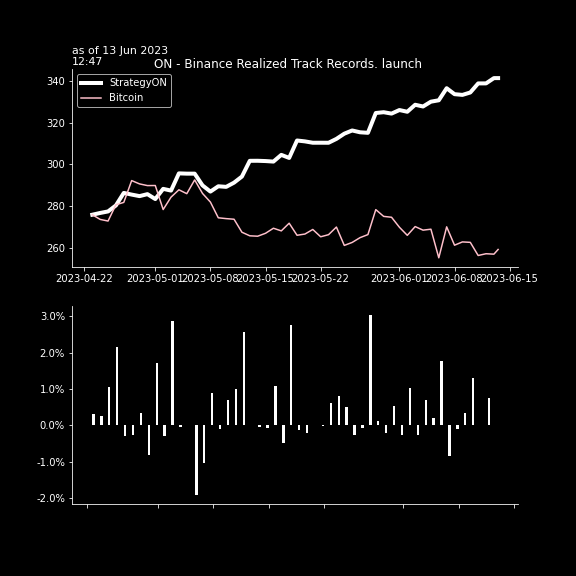 as of 13 Jun 2023
12:47
ON - Binance Realized Track Records. launch
StrategyON
Bitcoin
340
320
300
280
260
2023-04-22 2023-05-01 2023-05-08 2023-05-15 2023-05-22 2023-06-01 2023-06-08 2023-06-15
3.0%
2.0%
1.0%
0.0%
-1.0%
-2.0%